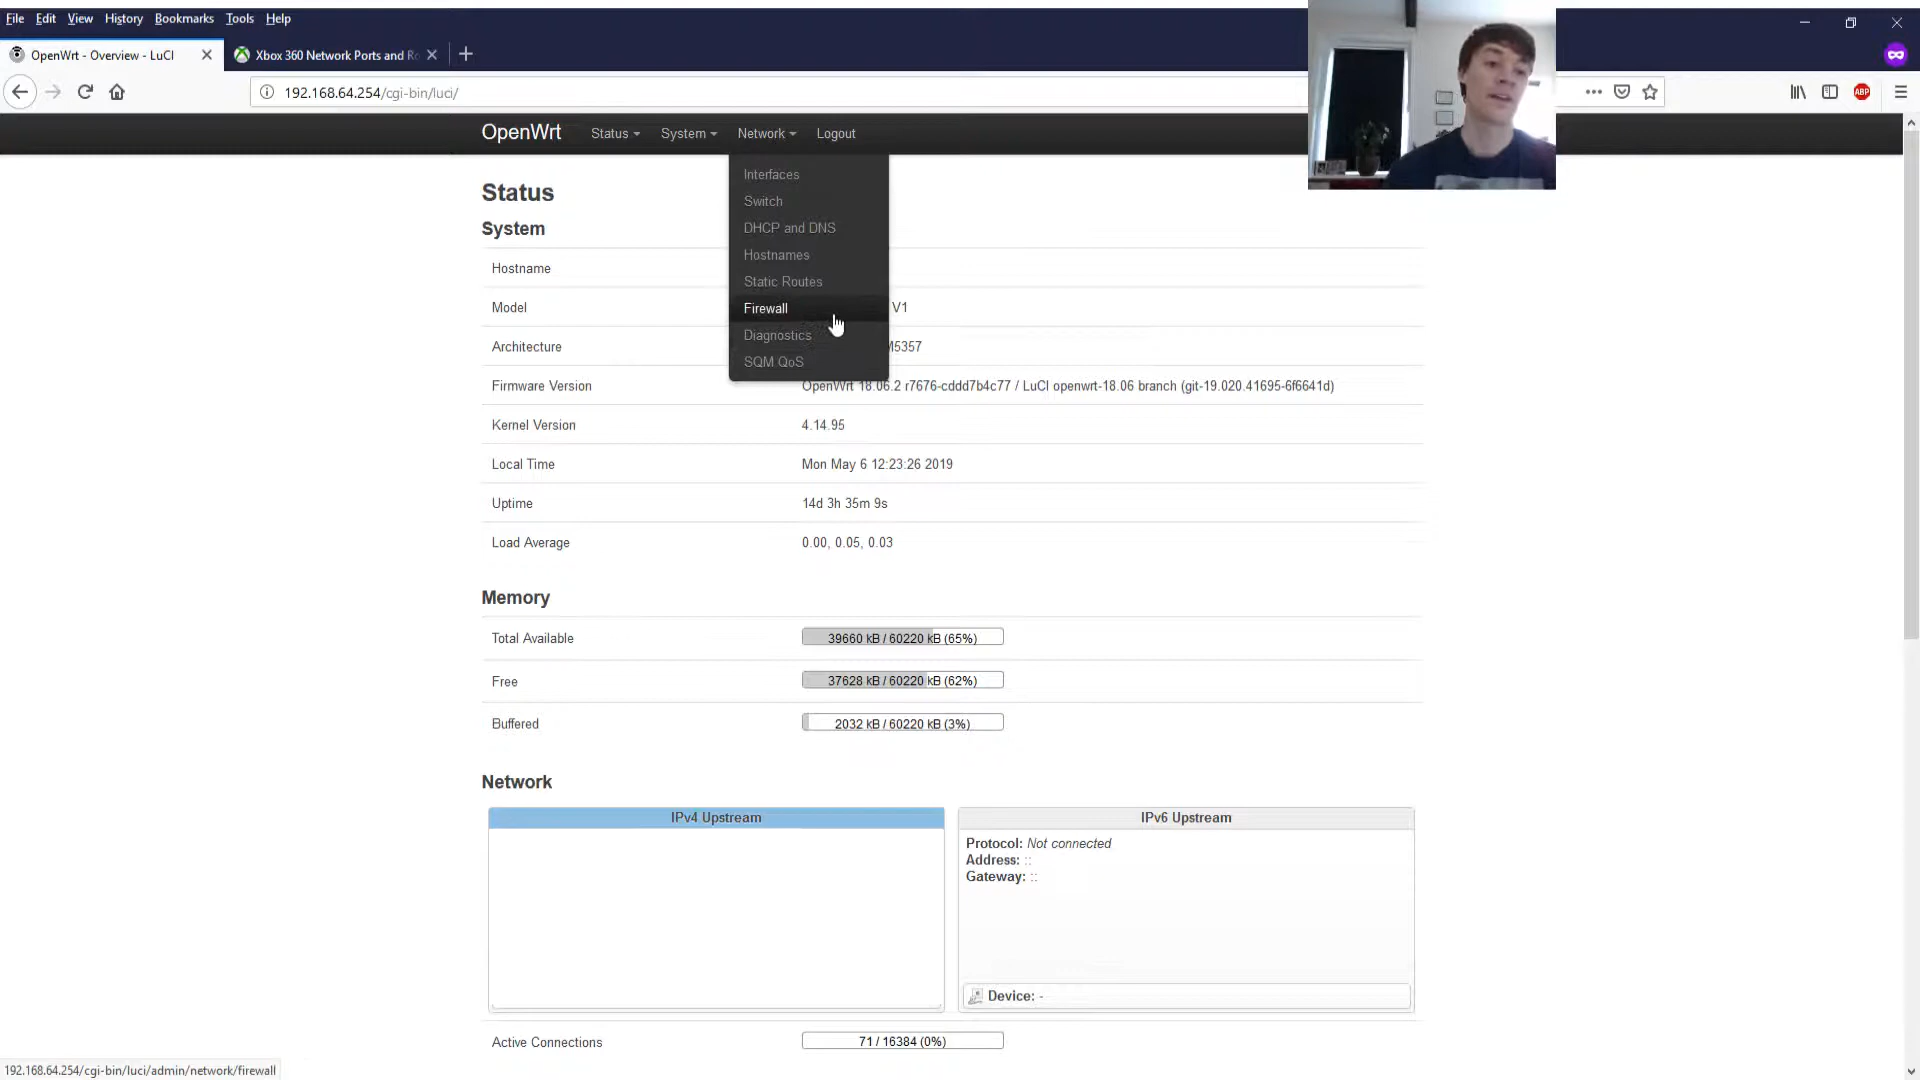 File Edit View History Bookmarks Tools Help
OpenWrt - Overview - LuCI
Xbox 360 Network Ports and Ro
192.168.64.254/cgi-bin/luci/
ABP
OpenWrt Status System Network Logout
Interfaces
Switch
DHCP and DNS
Hostnames
Static Routes
Firewall
Diagnostics
SQM QoS
Status
System
Hostname
Model V1
Architecture M5357
Firmware Version OpenWrt 18.06.2 r7676-cddd7b4c77 / LuCI openwrt-18.06 branch (git-19.020.41695-6f6641d)
Kernel Version 4.14.95
Local Time Mon May 6 12:23:26 2019
Uptime 14d 3h 35m 9s
Load Average 0.00, 0.05, 0.03
Memory
Total Available 39660 kB / 60220 kB (65%)
Free 37628 kB / 60220 kB (62%)
Buffered 2032 kB / 60220 kB (3%)
Network
IPv4 Upstream
IPv6 Upstream
Protocol: Not connected
Address: ::
Gateway: ::
Device: -
Active Connections 71 / 16384 (0%)
192.168.64.254/cgi-bin/luci/admin/network/firewall